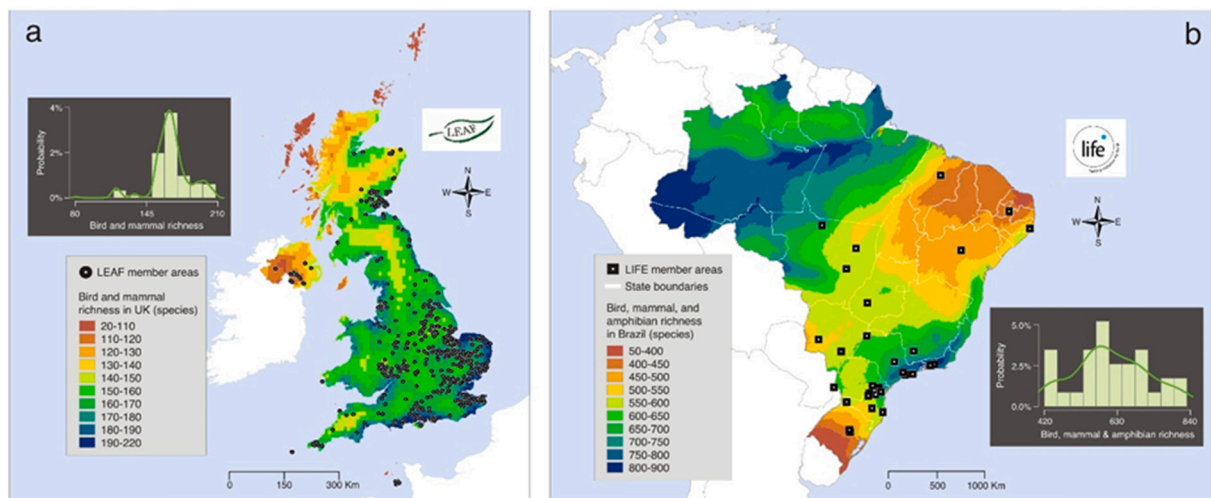 a
4%
2%
0%
Probability
80 145 210
Bird and mammal richness
LEAF
N
W E
S
LEAF member areas
Bird and mammal
richness in UK (species)
20-110
110-120
120-130
130-140
140-150
150-160
160-170
170-180
180-190
190-220
0 150 300 Km
b
life
N
W E
S
LIFE member areas
State boundaries
Bird, mammal, and
amphibian richness
in Brazil (species)
50-400
400-450
450-500
500-550
550-600
600-650
650-700
700-750
750-800
800-900
5.0%
2.5%
0.0%
Probability
420 630 840
Bird, mammal & amphibian richness
0 500 1000 Km